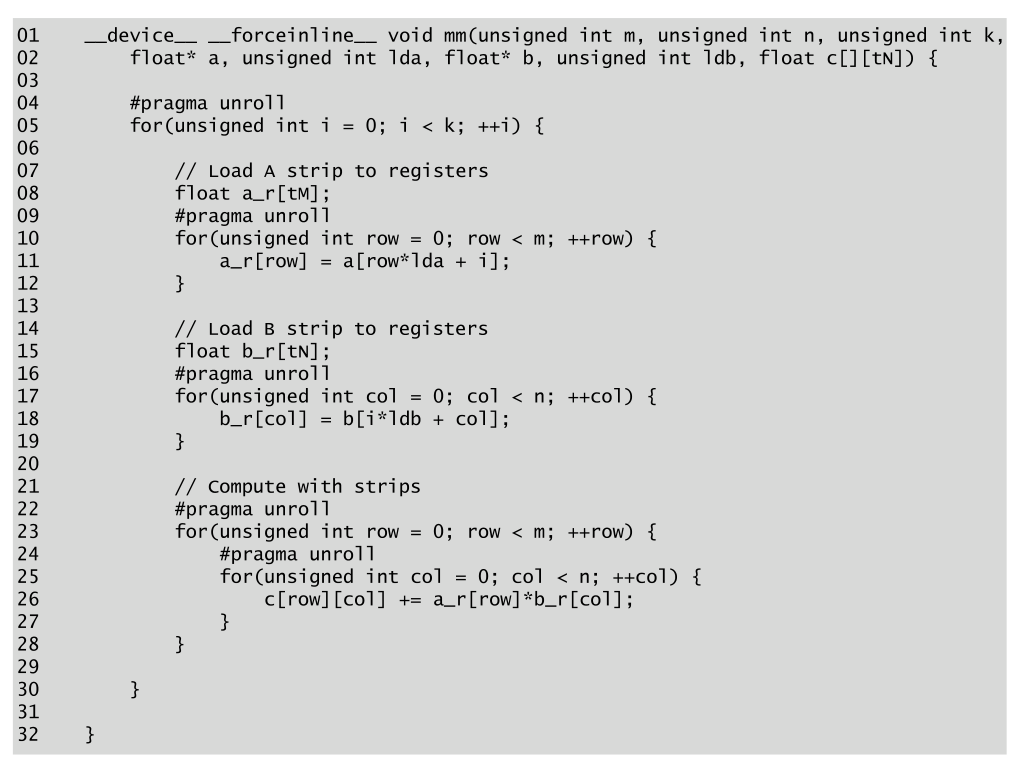 01 __device__ __forceinline__ void mm(unsigned int m, unsigned int n, unsigned int k,
02 float* a, unsigned int lda, float* b, unsigned int ldb, float c[][tN]) {
03
04 #pragma unroll
05 for(unsigned int i = 0; i < k; ++i) {
06
07 // Load A strip to registers
08 float a_r[tM];
09 #pragma unroll
10 for(unsigned int row = 0; row < m; ++row) {
11 a_r[row] = a[row*lda + i];
12 }
13
14 // Load B strip to registers
15 float b_r[tN];
16 #pragma unroll
17 for(unsigned int col = 0; col < n; ++col) {
18 b_r[col] = b[i*ldb + col];
19 }
20
21 // Compute with strips
22 #pragma unroll
23 for(unsigned int row = 0; row < m; ++row) {
24 #pragma unroll
25 for(unsigned int col = 0; col < n; ++col) {
26 c[row][col] += a_r[row]*b_r[col];
27 }
28 }
29
30 }
31
32 }